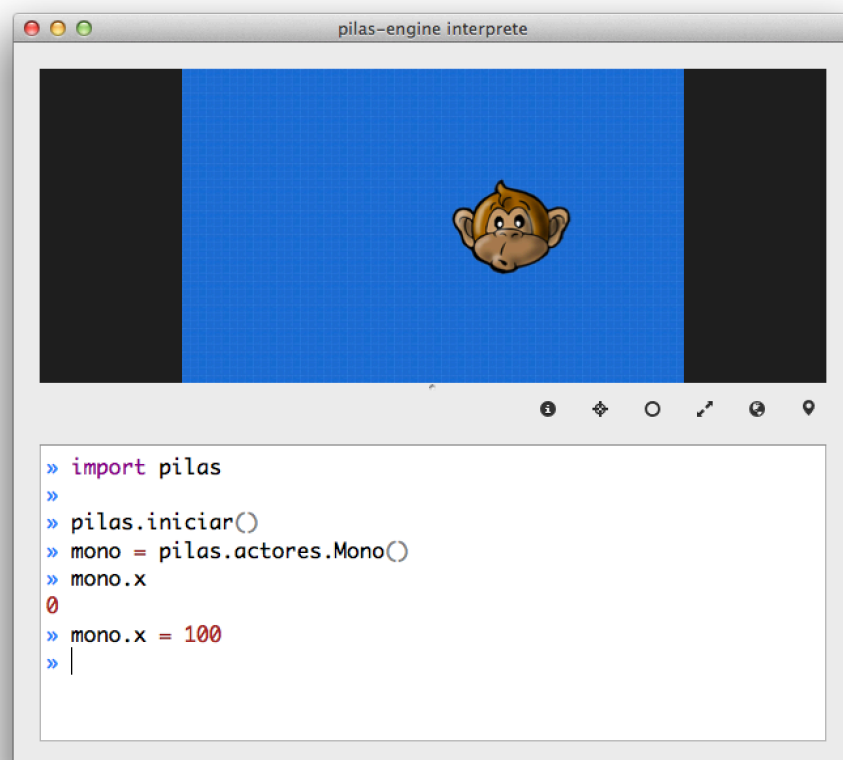 pilas-engine interprete
» import pilas
»
» pilas.iniciar()
» mono = pilas.actores.Mono()
» mono.x
0
» mono.x = 100
»